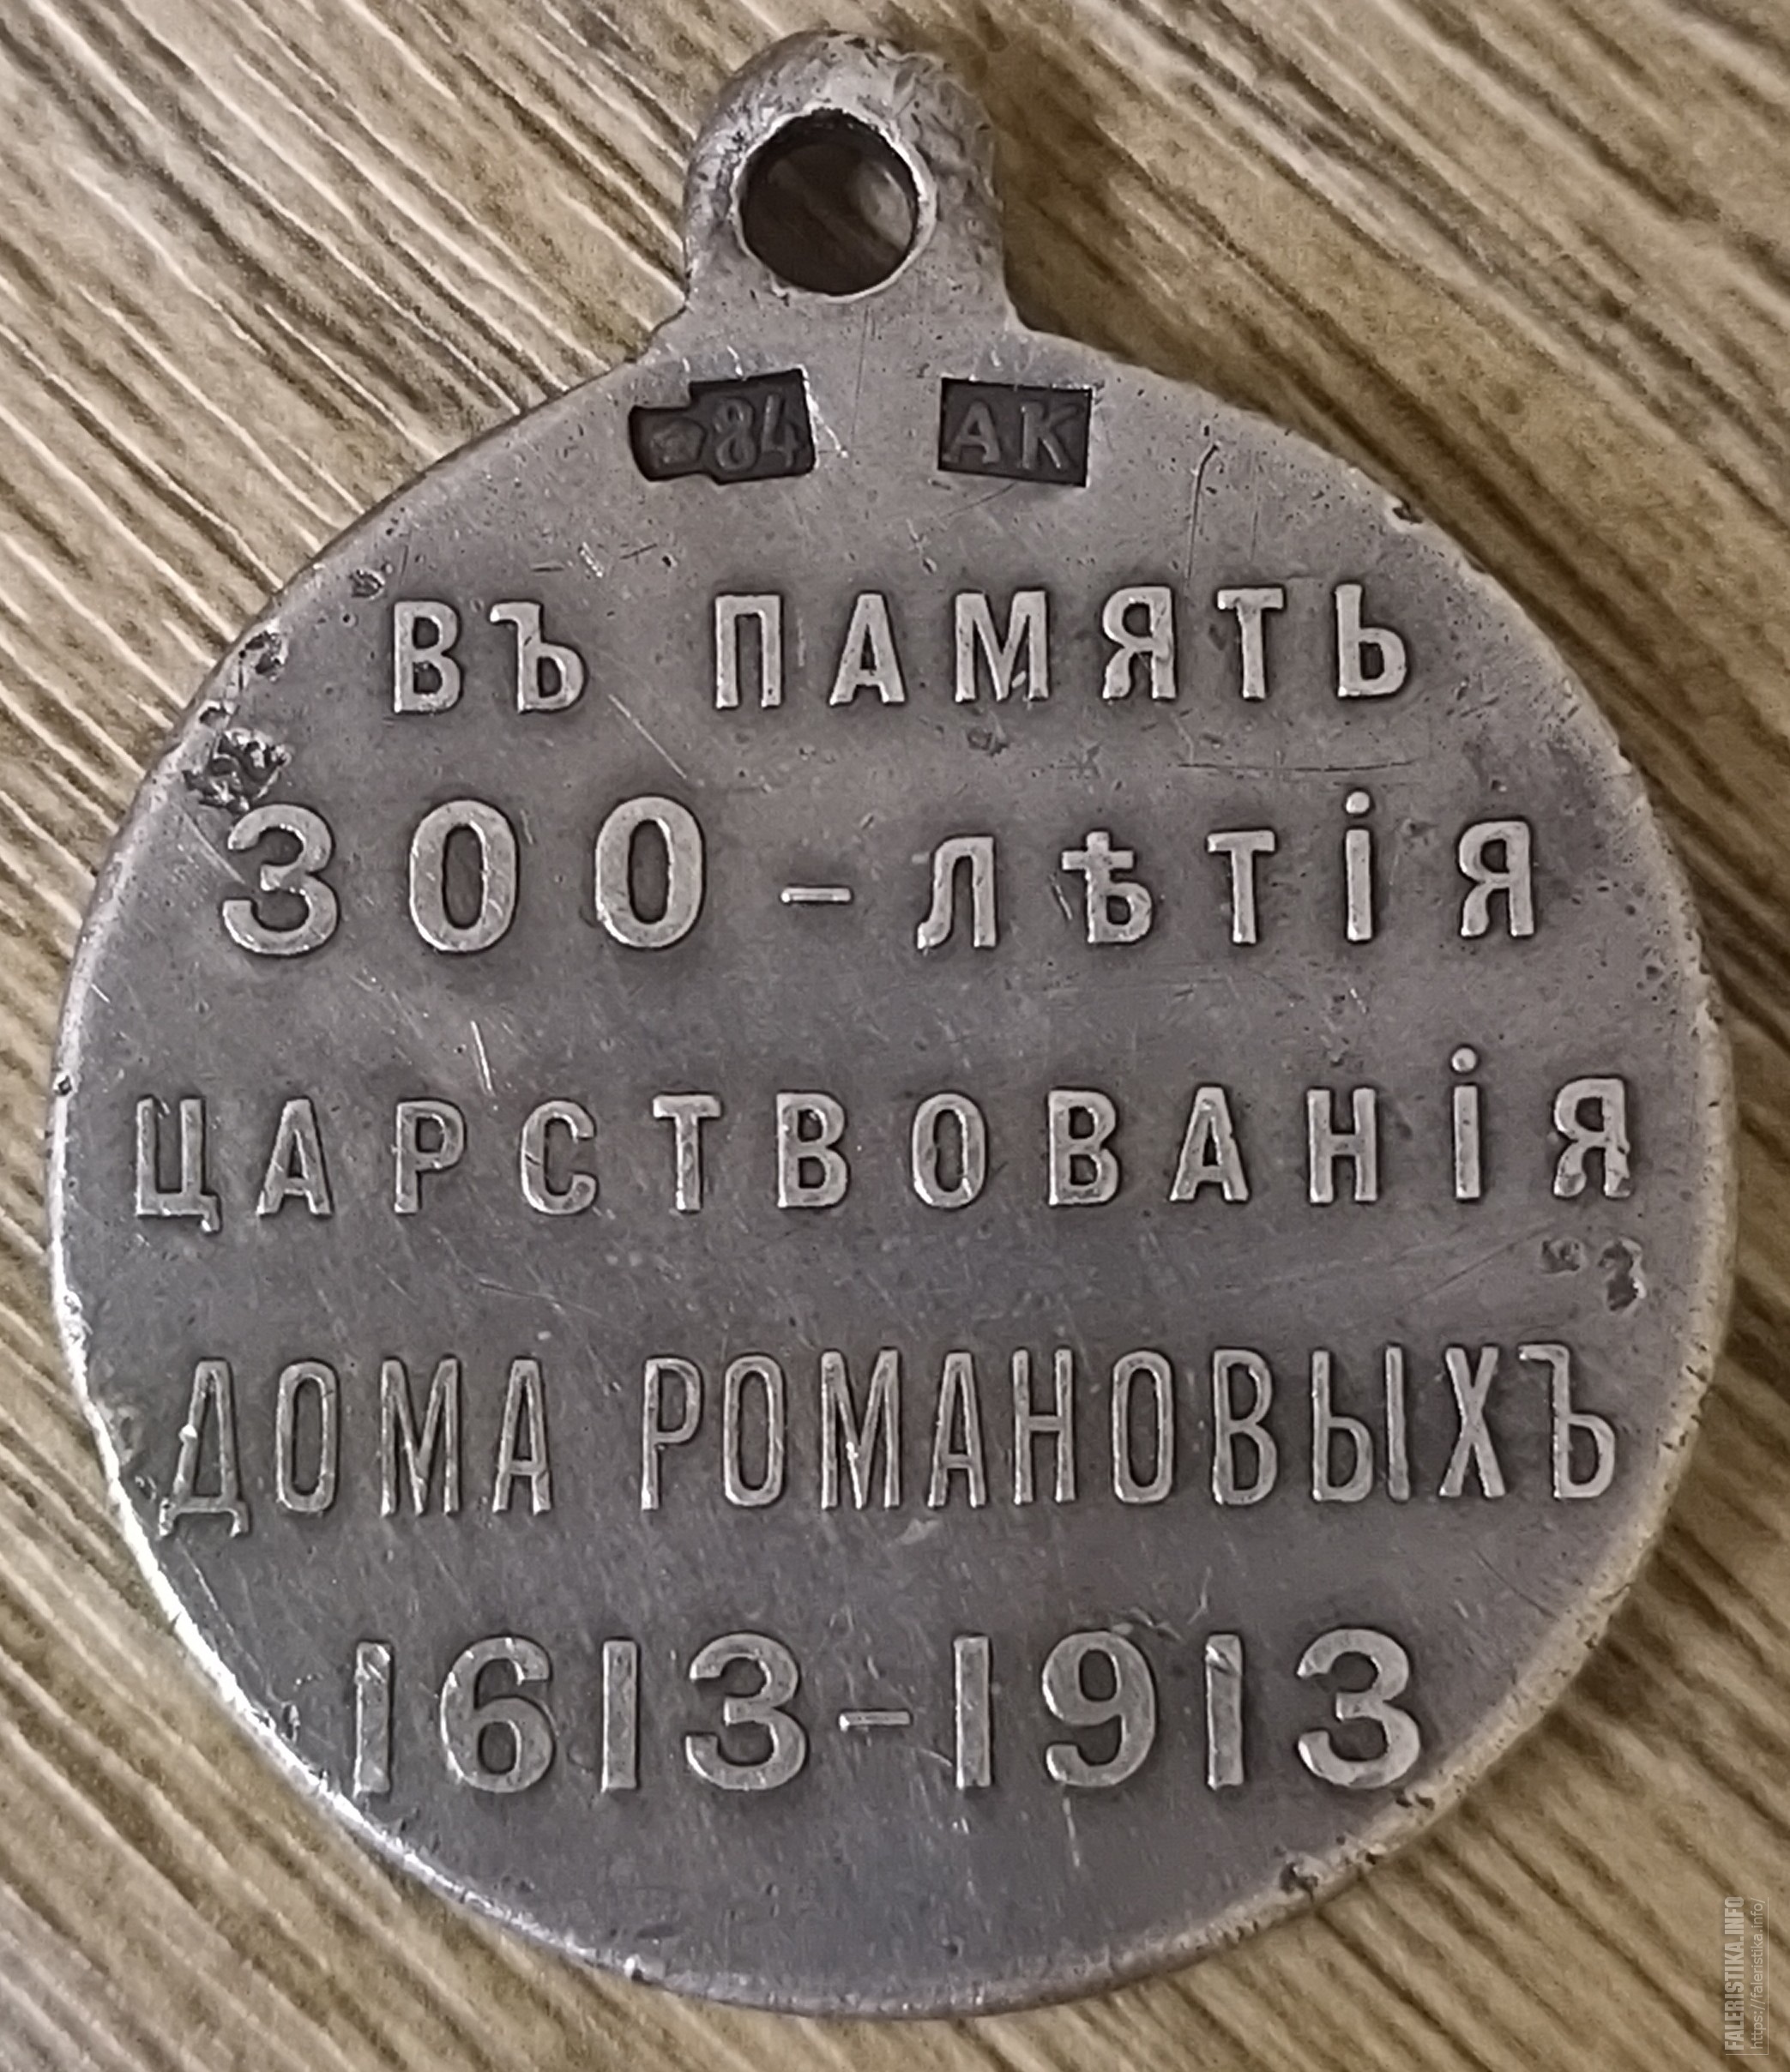 84 АК
ВЪ ПАМЯТЬ
300-лѣтія
ЦАРСТВОВАНІЯ
ДОМА РОМАНОВЫХЪ
1613-1913
FALERISTIKA.INFO
https://faleristika.info/